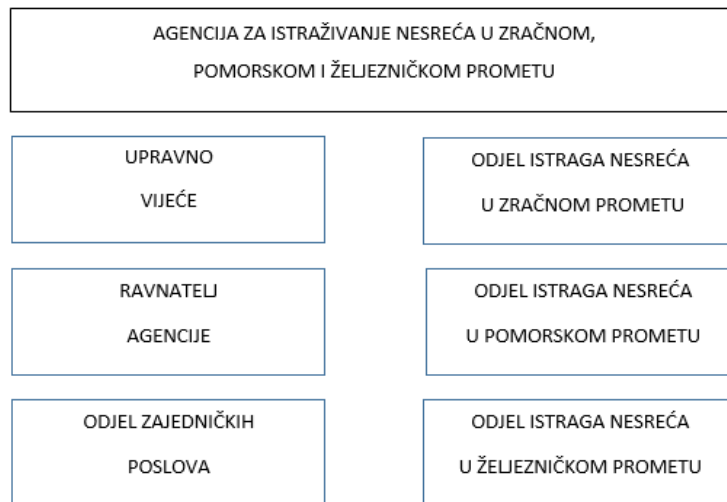 AGENCIJA ZA ISTRAŽIVANJE NESREĆA U ZRAČNOM,
POMORSKOM I ŽELJEZNIČKOM PROMETU
UPRAVNO
VIJEĆE
ODJEL ISTRAGA NESREĆA
U ZRAČNOM PROMETU
RAVNATELJ
AGENCIJE
ODJEL ISTRAGA NESREĆA
U POMORSKOM PROMETU
ODJEL ZAJEDNIČKIH
POSLOVA
ODJEL ISTRAGA NESREĆA
U ŽELJEZNIČKOM PROMETU